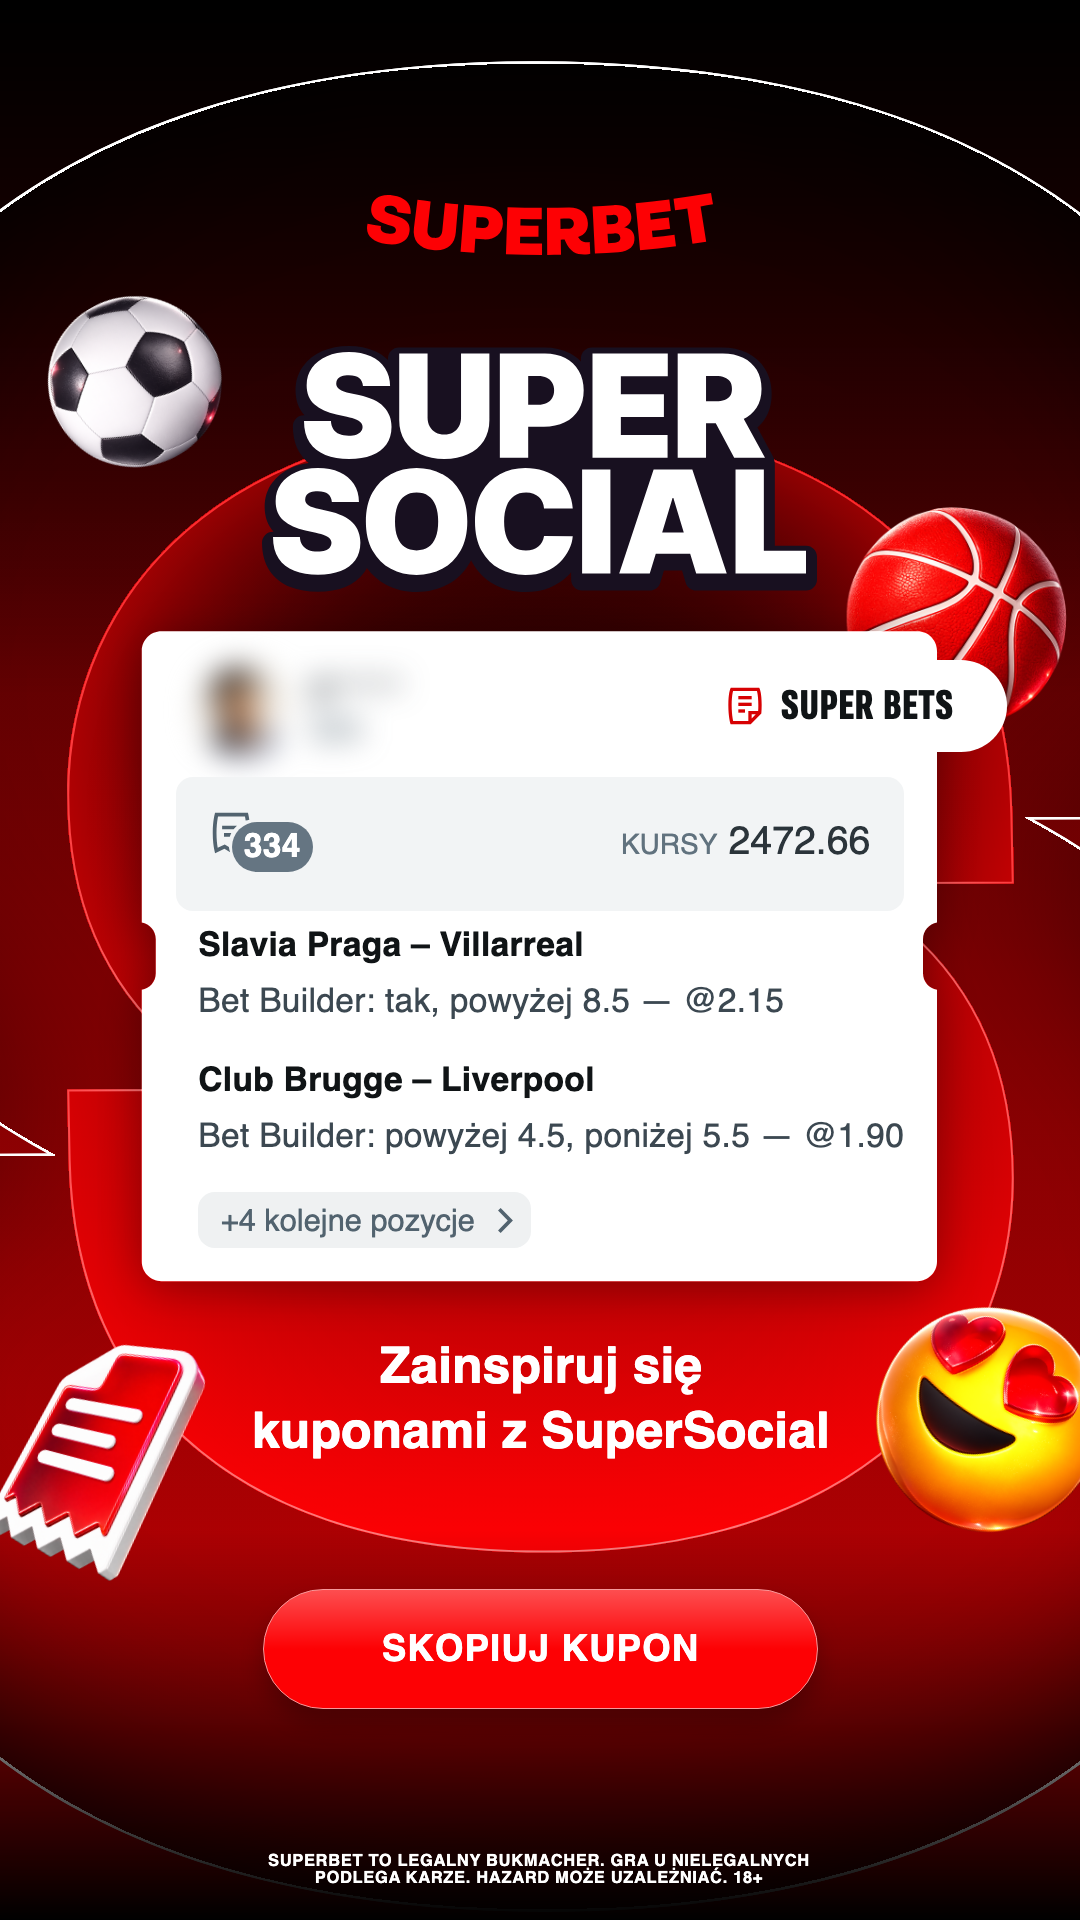 SUPERBET
SUPER
SOCIAL
SUPER BETS
334
KURSY 2472.66
Slavia Praga – Villarreal
Bet Builder: tak, powyżej 8.5 — @2.15
Club Brugge – Liverpool
Bet Builder: powyżej 4.5, poniżej 5.5 — @1.90
+4 kolejne pozycje
Zainspiruj się
kuponami z SuperSocial
SKOPIUJ KUPON
SUPERBET TO LEGALNY BUKMACHER. GRA U NIELEGALNYCH
PODLEGA KARZE. HAZARD MOŻE UZALEŻNIAĆ. 18+